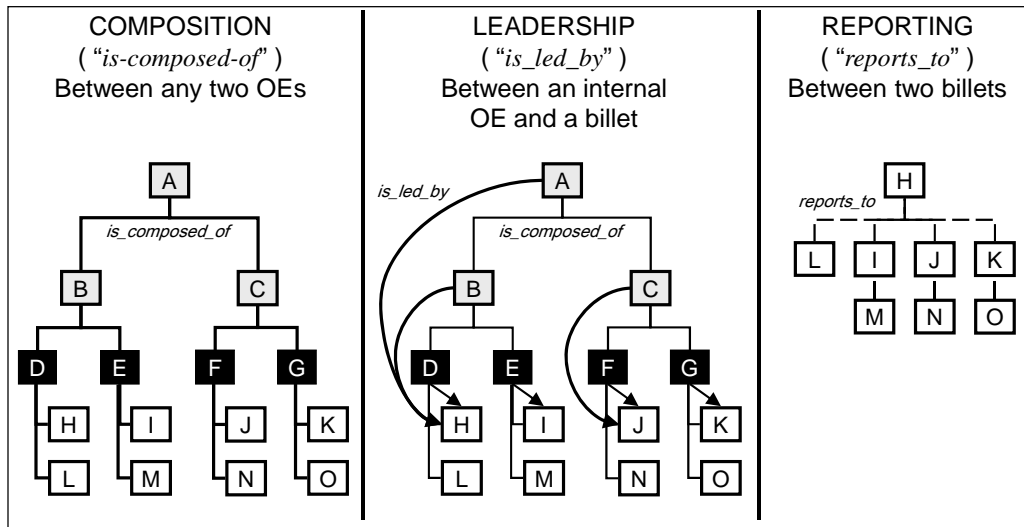 COMPOSITION
( “is-composed-of” )
Between any two OEs
A
is_composed_of
B
C
D
E
F
G
H
I
J
K
L
M
N
O
LEADERSHIP
( “is_led_by” )
Between an internal
OE and a billet
is_led_by
A
is_composed_of
B
C
D
E
F
G
H
I
J
K
L
M
N
O
REPORTING
( “reports_to” )
Between two billets
H
reports_to
L
I
J
K
M
N
O